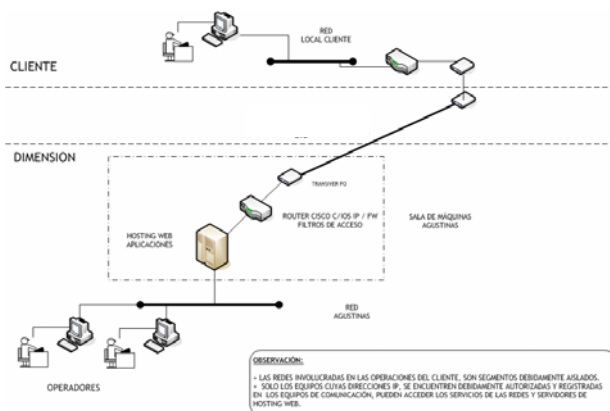 RED
LOCAL CLIENTE
CLIENTE
DIMENSION
TRANSIVER FO
ROUTER CISCO C/IOS IP / FW
FILTROS DE ACCESO
HOSTING WEB
APLICACIONES
SALA DE MÁQUINAS
AGUSTINAS
RED
AGUSTINAS
OPERADORES
OBSERVACIÓN:
+ LAS REDES INVOLUCRADAS EN LAS OPERACIONES DEL CLIENTE, SON SEGMENTOS DEBIDAMENTE AISLADOS.
+ SOLO LOS EQUIPOS CUYAS DIRECCIONES IP, SE ENCUENTREN DEBIDAMENTE AUTORIZADAS Y REGISTRADAS
EN LOS EQUIPOS DE COMUNICACIÓN, PUEDEN ACCEDER LOS SERVICIOS DE LAS REDES Y SERVIDORES DE
HOSTING WEB.